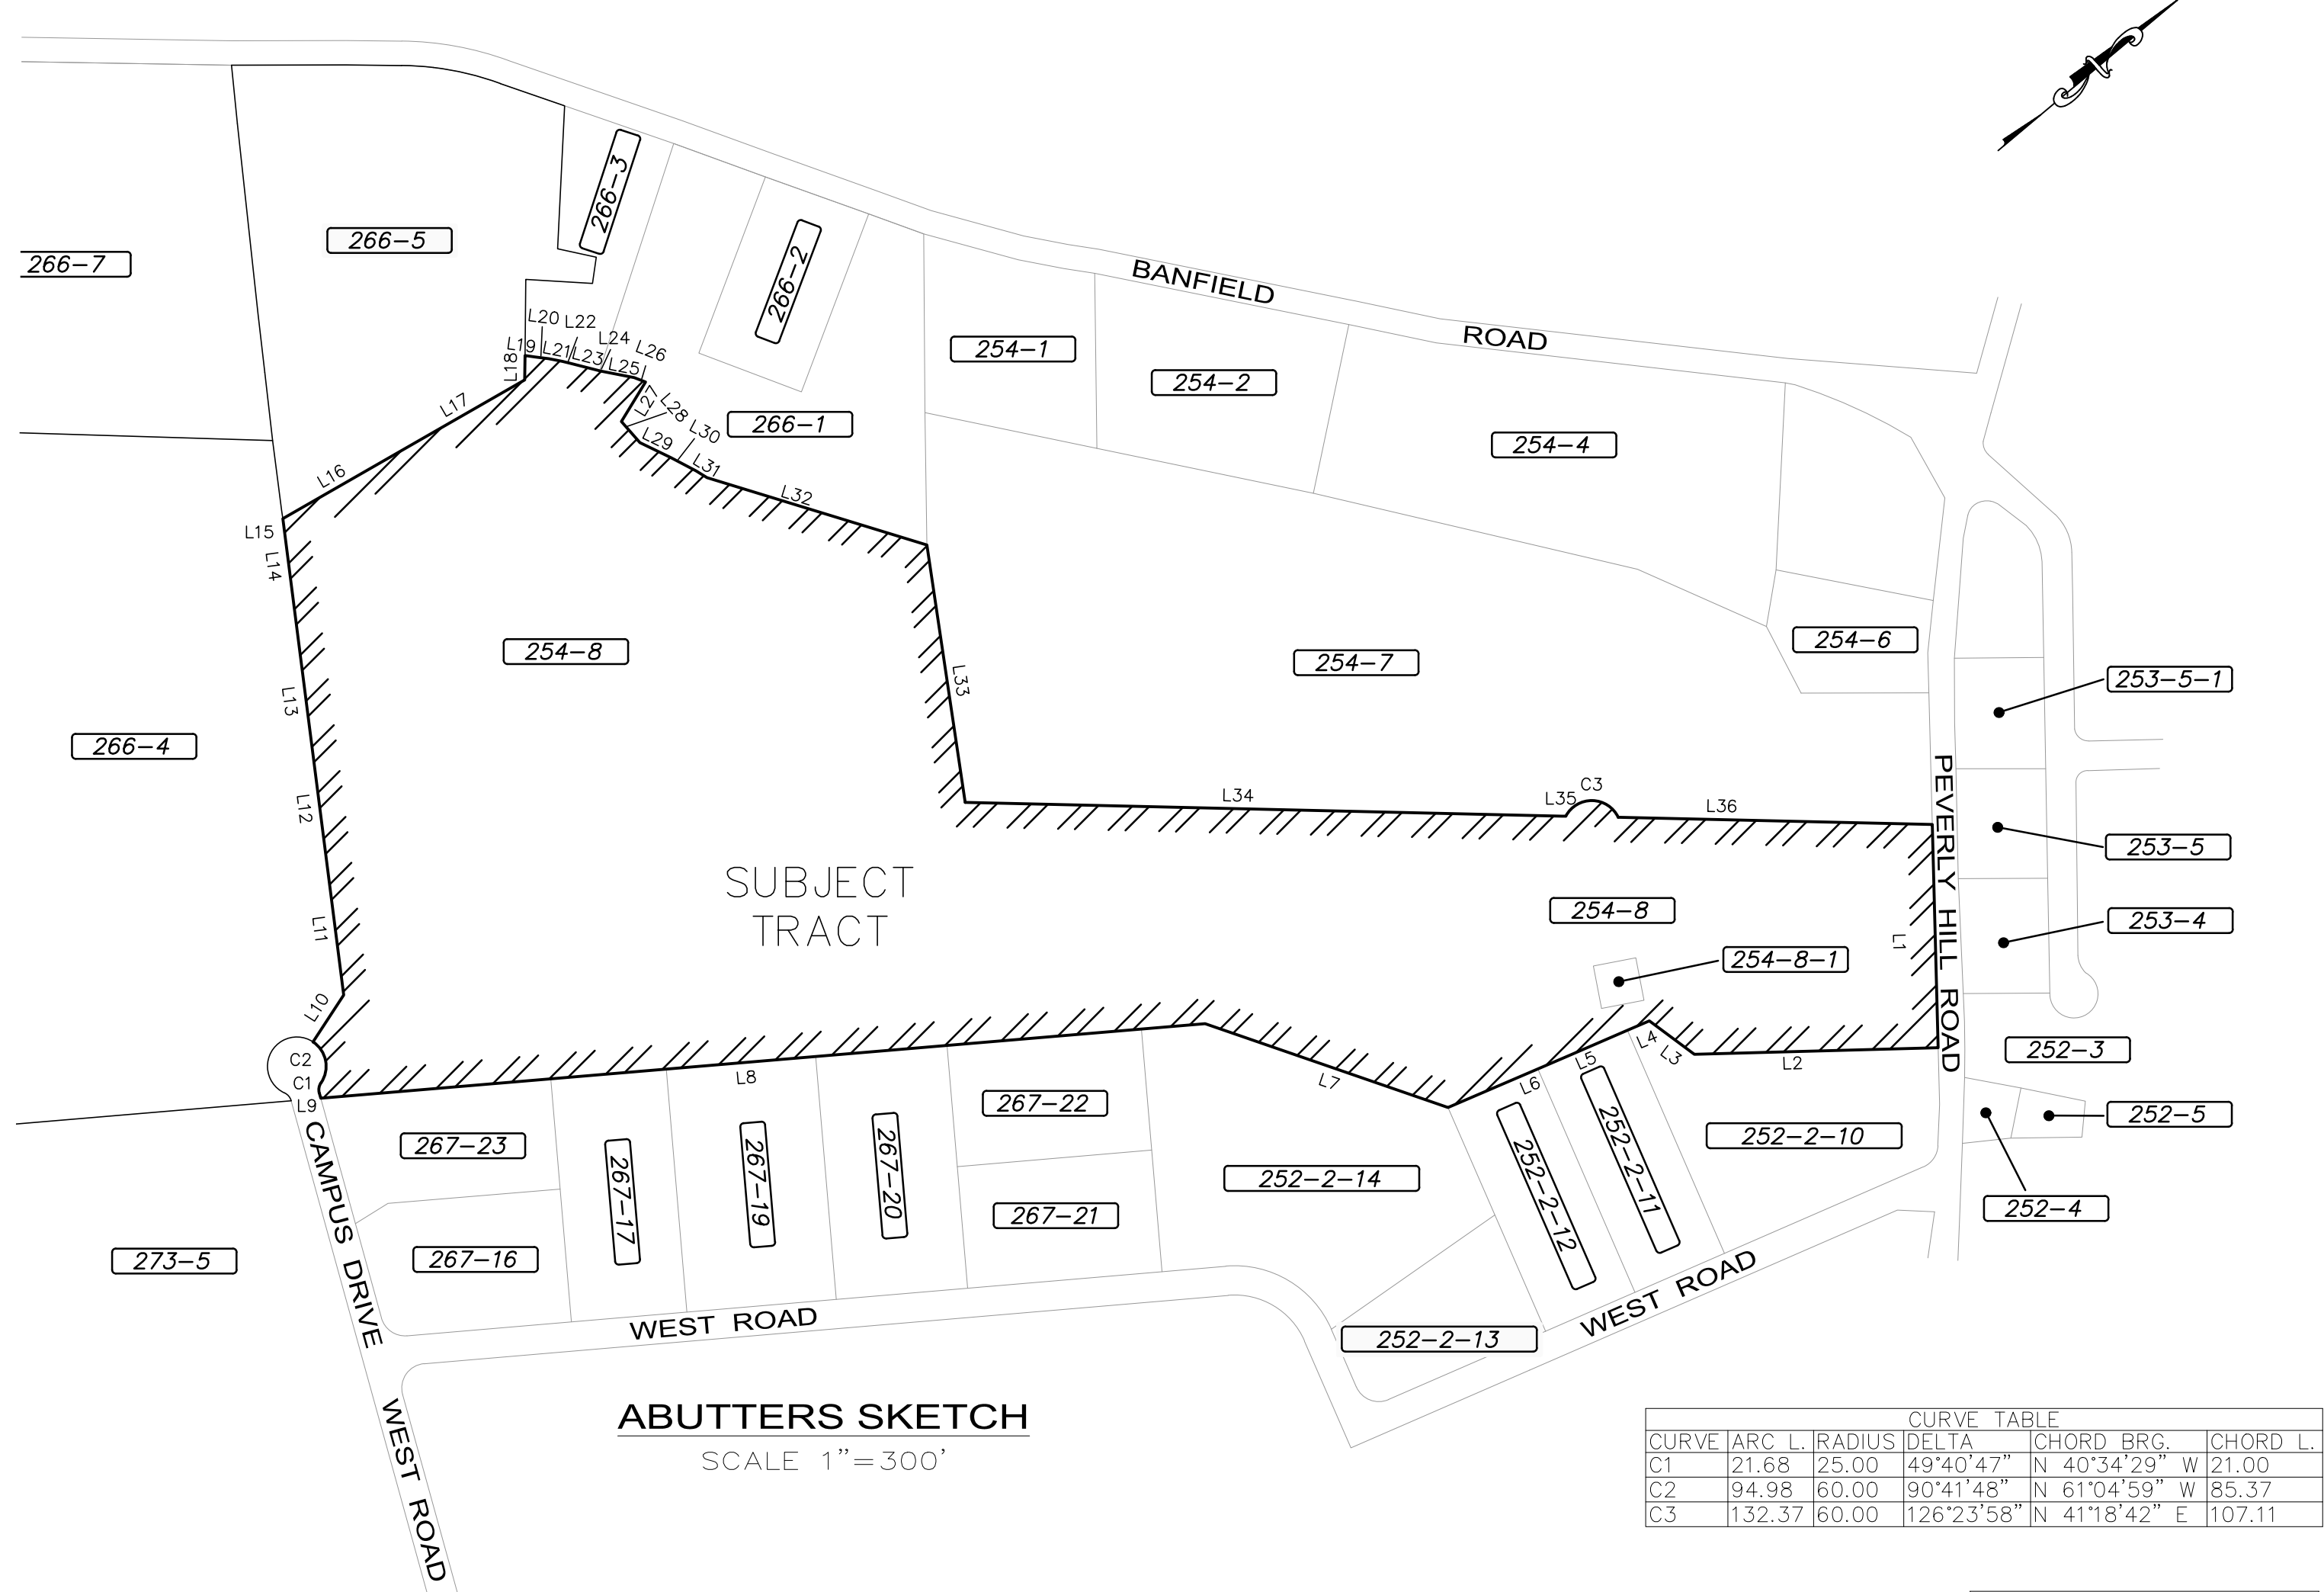 266-3
266-5
266-2
266-7
BANFIELD
ROAD
L20
L22
L24
L26
L19
L21
L23
L25
L18
L27
L28
L17
L29
L30
L31
266-1
254-1
254-2
254-4
L16
L32
L15
L14
254-8
254-7
254-6
253-5-1
L33
L13
266-4
L12
L34
L35
C3
L36
PEVERLY HILL ROAD
253-5
SUBJECT
TRACT
254-8
253-4
L11
L1
254-8-1
L10
252-3
C2
C1
L9
L8
L7
L6
L5
L4
L3
L2
267-22
267-23
267-17
267-19
267-20
252-2-14
252-2-12
252-2-11
252-2-10
252-5
267-21
252-4
273-5
CAMPUS DRIVE
267-16
WEST ROAD
252-2-13
WEST ROAD
WEST ROAD
ABUTTERS SKETCH
SCALE 1"=300'
CURVE TABLE
CURVE ARC L. RADIUS DELTA CHORD BRG. CHORD L.
C1 21.68 25.00 49°40'47" N 40°34'29" W 21.00
C2 94.98 60.00 90°41'48" N 61°04'59" W 85.37
C3 132.37 60.00 126°23'58" N 41°18'42" E 107.11